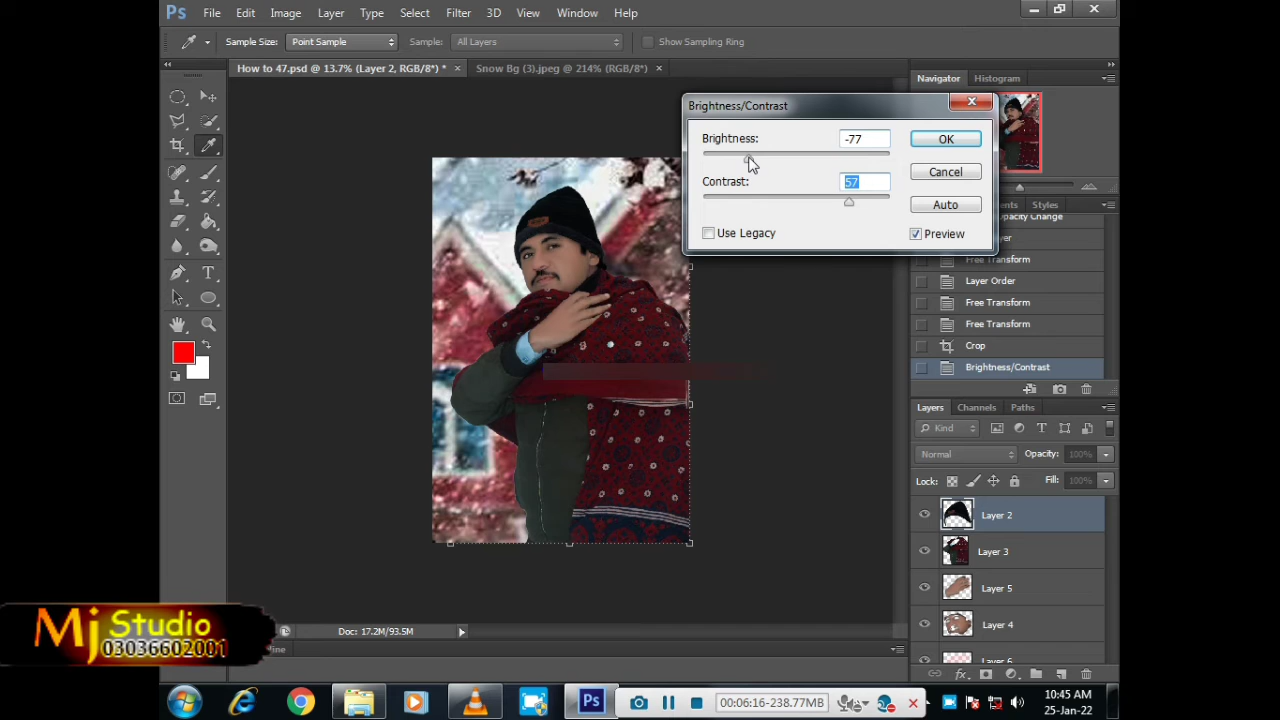 Ps File Edit Image Layer Type Select Filter 3D View Window Help
Sample Size: Point Sample Sample: All Layers Show Sampling Ring
How to 47.psd @ 13.7% (Layer 2, RGB/8*) * × Snow Bg (3).jpeg @ 214% (RGB/8*) ×
Navigator Histogram
Brightness/Contrast
Brightness: -77 OK
Cancel
Contrast: 57
Auto
Use Legacy Preview
Styles
Opacity Change
Free Transform
Layer Order
Free Transform
Free Transform
Crop
Brightness/Contrast
Layers Channels Paths
Kind
Normal Opacity: 100%
Lock: Fill: 100%
Layer 2
Layer 3
Layer 5
Layer 4
Layer 6
fx
Doc: 17.2M/93.5M
Mj Studio
03036602001
Ps 00:06:16-238.77MB
10:45 AM
25-Jan-22